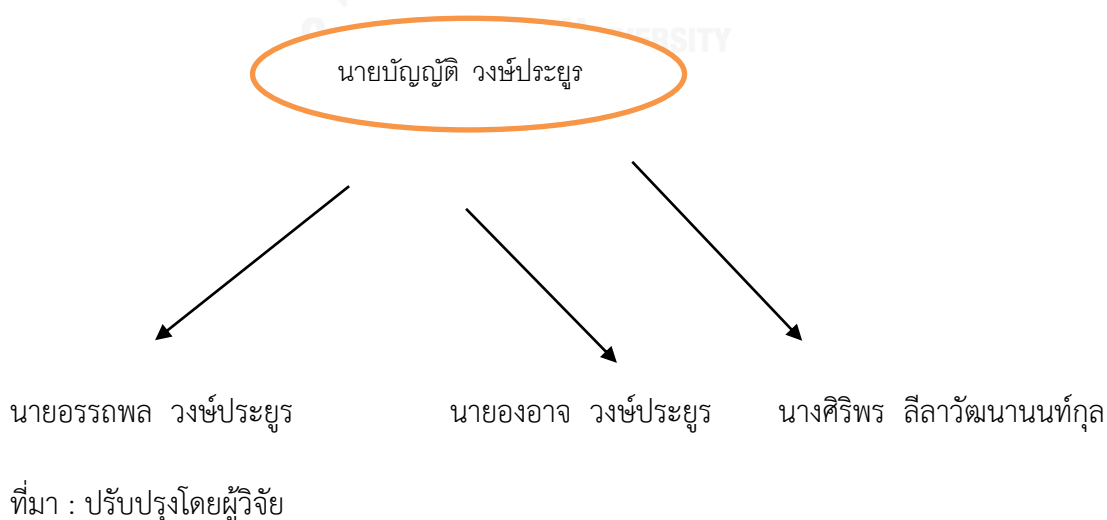 นายบัญญัติ วงษ์ประยูร
นายอรรถพล วงษ์ประยูร นายองอาจ วงษ์ประยูร นางศิริพร ลีลาวัฒนานนท์กุล
ที่มา : ปรับปรุงโดยผู้วิจัย